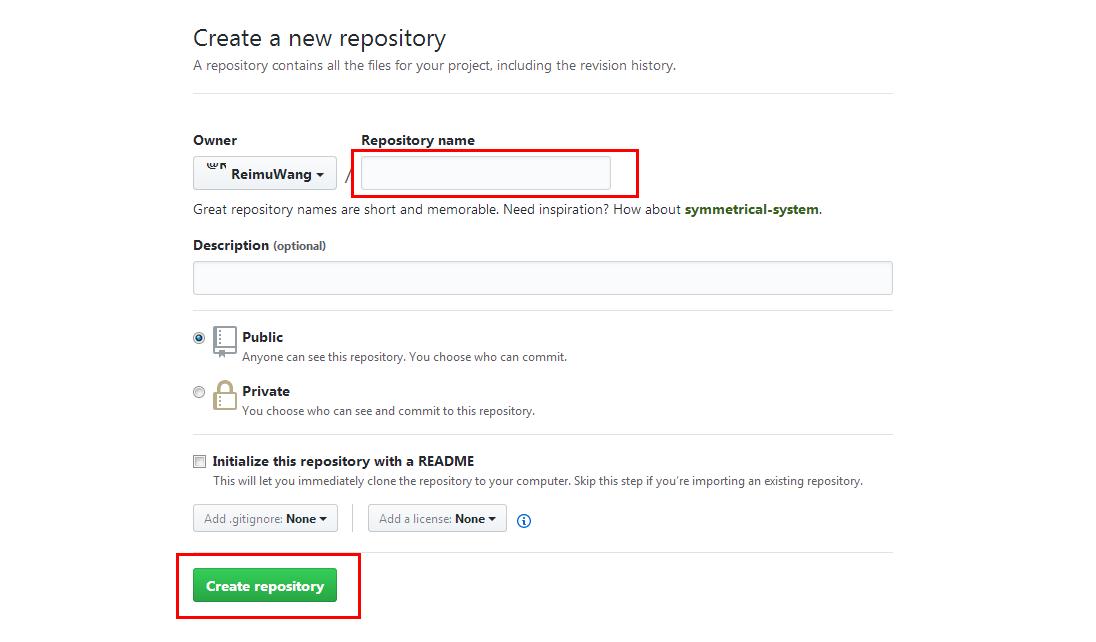 Create a new repository
A repository contains all the files for your project, including the revision history.
Owner
Repository name
ReimuWang
/
Great repository names are short and memorable. Need inspiration? How about symmetrical-system.
Description (optional)
Public
Anyone can see this repository. You choose who can commit.
Private
You choose who can see and commit to this repository.
Initialize this repository with a README
This will let you immediately clone the repository to your computer. Skip this step if you're importing an existing repository.
Add .gitignore: None
Add a license: None
Create repository